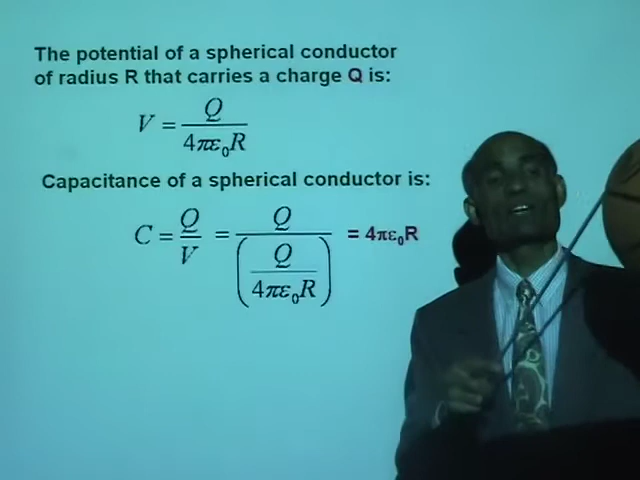 The potential of a spherical conductor
of radius R that carries a charge Q is:
V = Q / 4πε₀R
Capacitance of a spherical conductor is:
C = Q / V = Q / (Q / 4πε₀R) = 4πε₀R